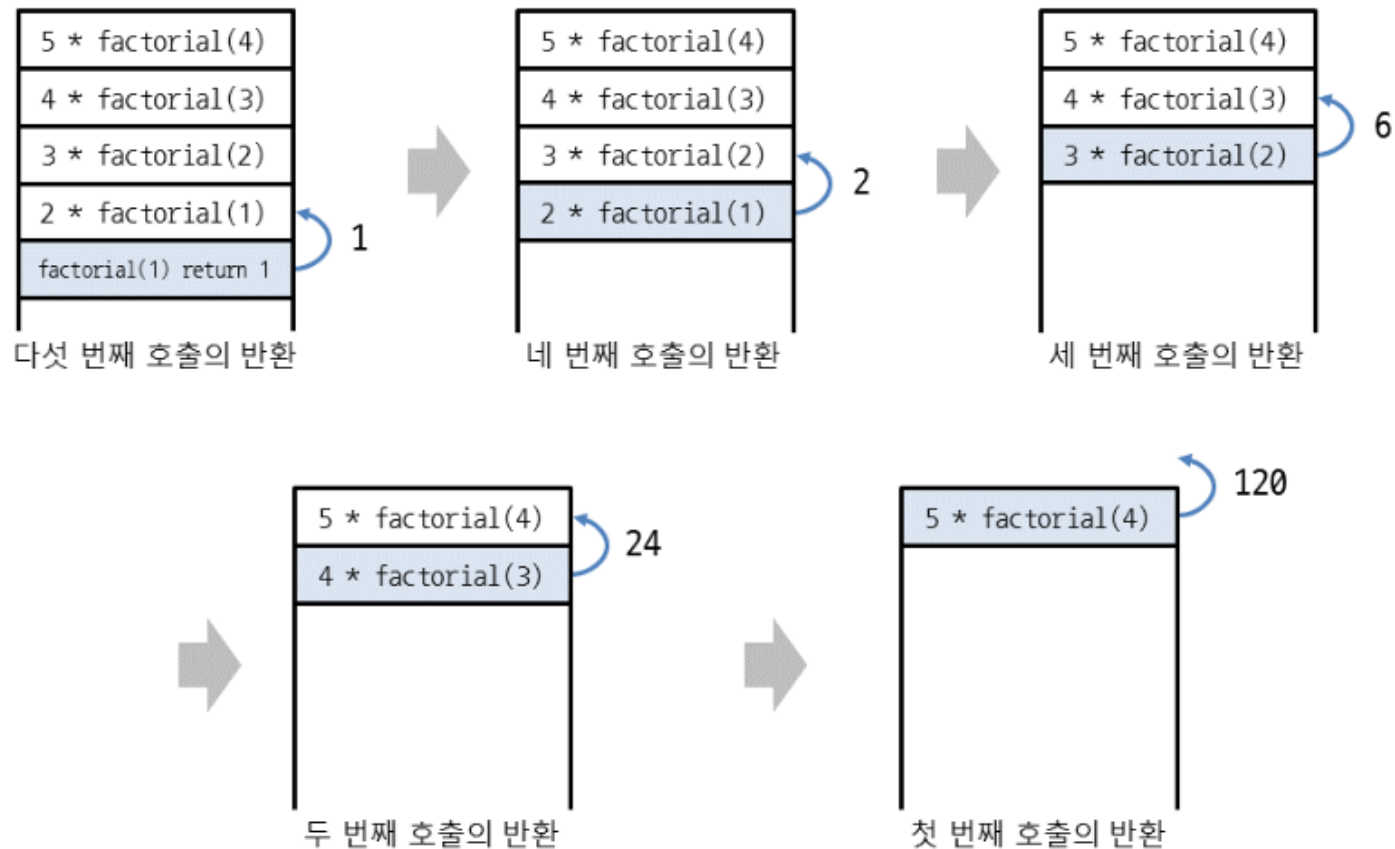 5 * factorial(4)
4 * factorial(3)
3 * factorial(2)
2 * factorial(1)
factorial(1) return 1
1
다섯 번째 호출의 반환
5 * factorial(4)
4 * factorial(3)
3 * factorial(2)
2 * factorial(1)
2
네 번째 호출의 반환
5 * factorial(4)
4 * factorial(3)
3 * factorial(2)
6
세 번째 호출의 반환
5 * factorial(4)
4 * factorial(3)
24
두 번째 호출의 반환
5 * factorial(4)
120
첫 번째 호출의 반환